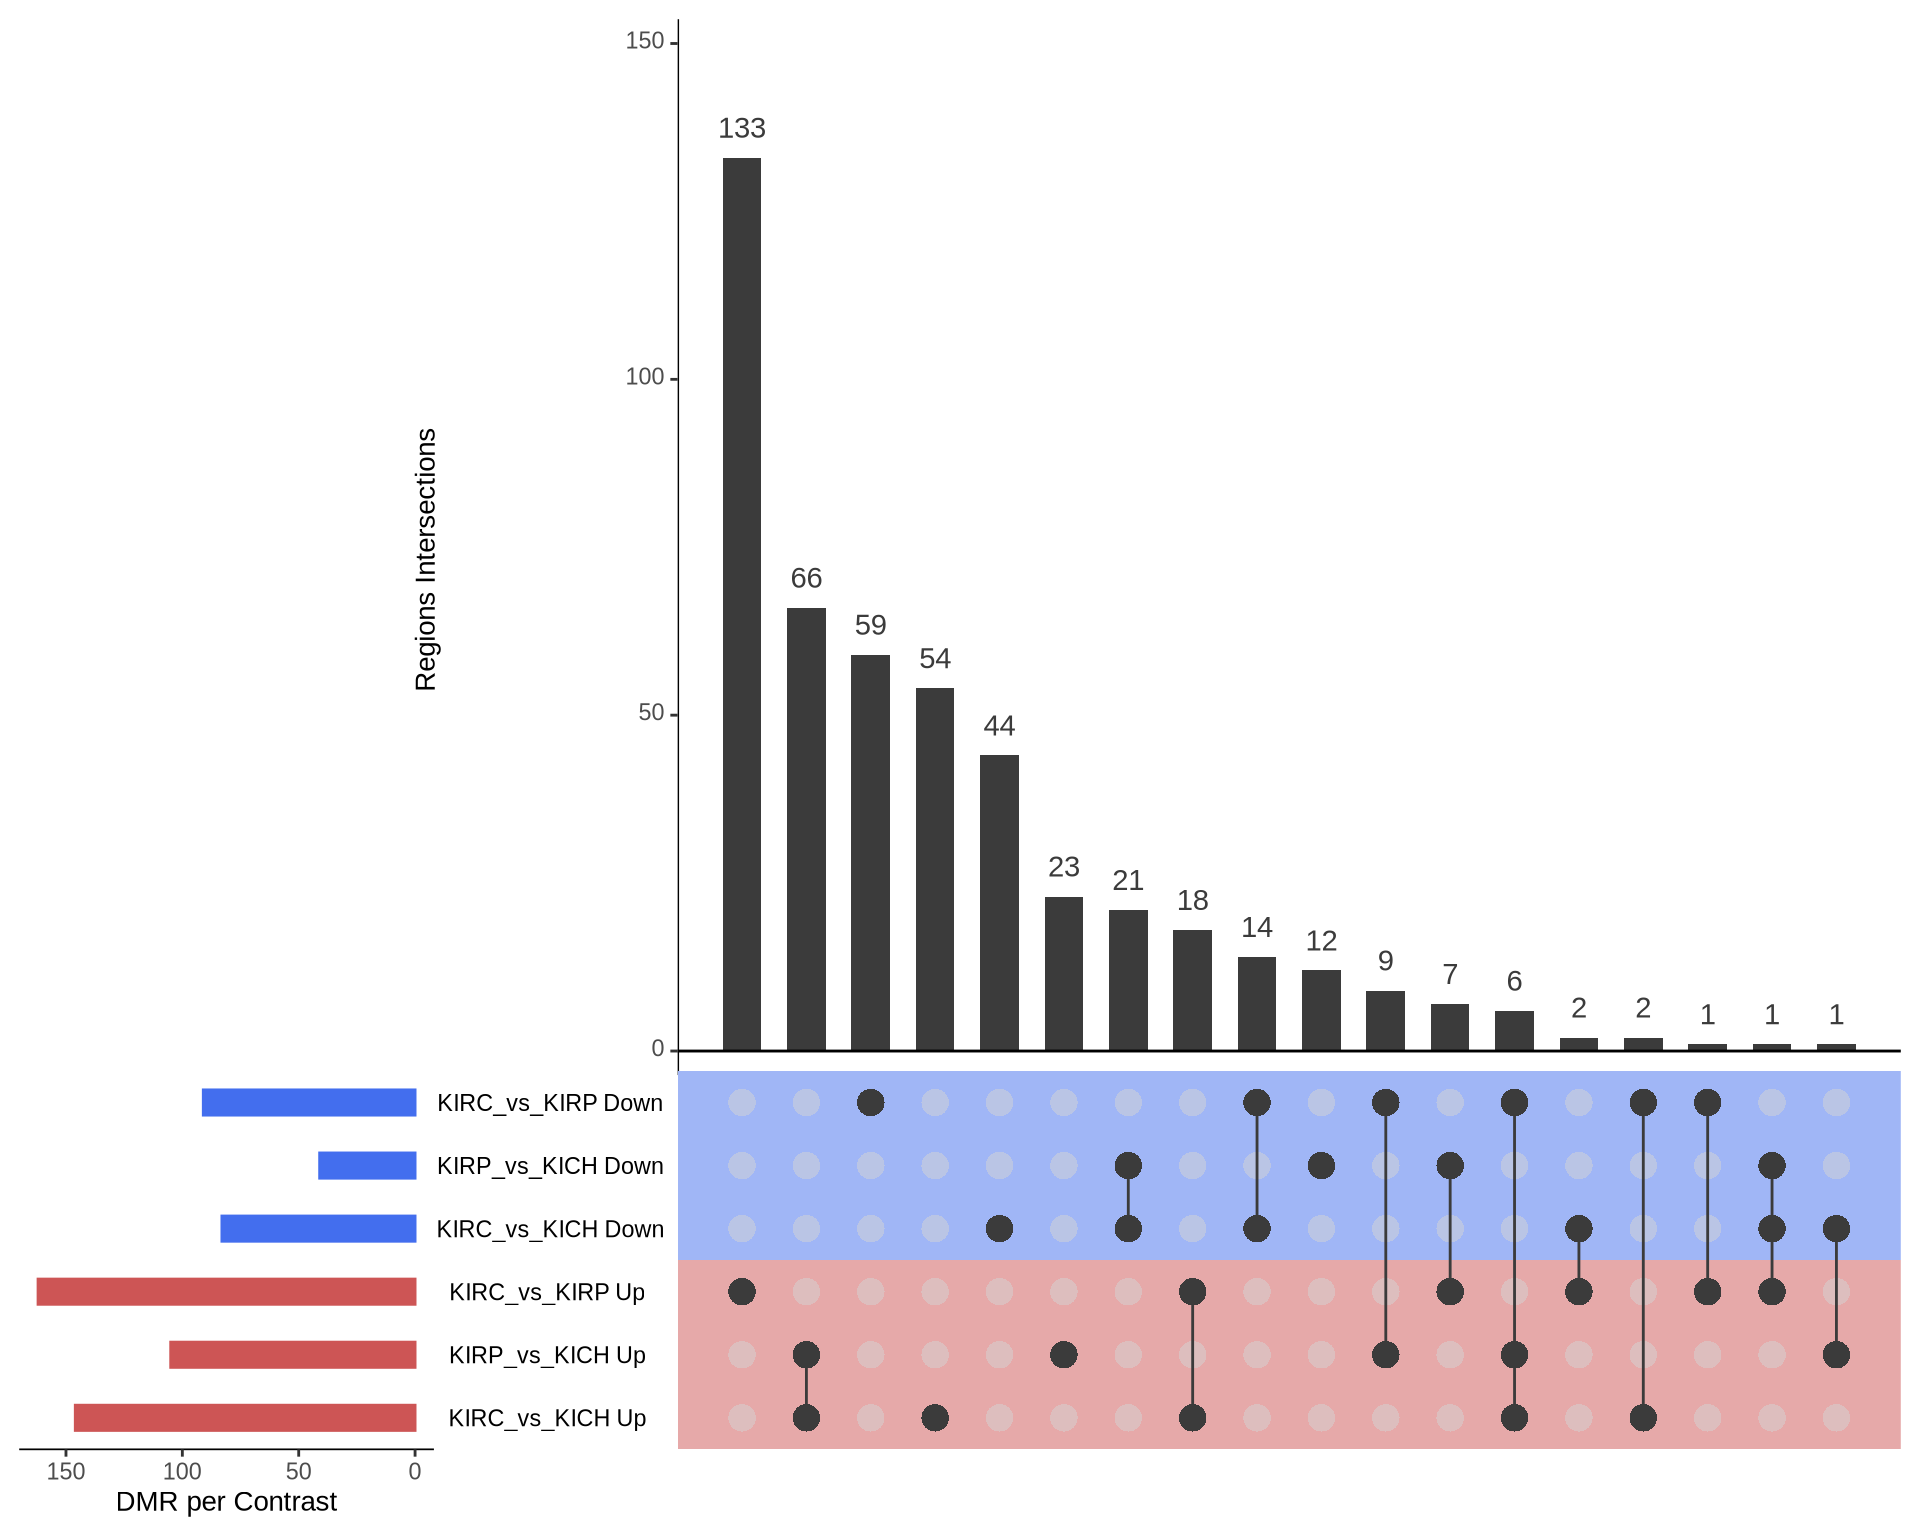 150
133
100
66
59
54
50
44
23
21
18
14
12
9
7
6
2
2
1
1
1
0
Regions Intersections
KIRC_vs_KIRP Down
KIRP_vs_KICH Down
KIRC_vs_KICH Down
KIRC_vs_KIRP Up
KIRP_vs_KICH Up
KIRC_vs_KICH Up
150 100 50 0
DMR per Contrast